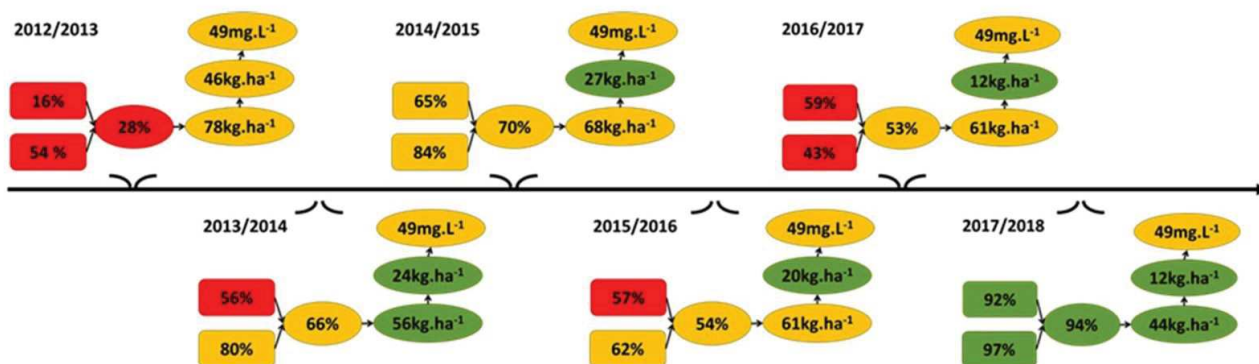 2012/2013
49mg.L⁻¹
46kg.ha⁻¹
16%
28%
78kg.ha⁻¹
54 %
2014/2015
49mg.L⁻¹
27kg.ha⁻¹
65%
70%
68kg.ha⁻¹
84%
2016/2017
49mg.L⁻¹
12kg.ha⁻¹
59%
53%
61kg.ha⁻¹
43%
2013/2014
49mg.L⁻¹
24kg.ha⁻¹
56%
66%
56kg.ha⁻¹
80%
2015/2016
49mg.L⁻¹
20kg.ha⁻¹
57%
54%
61kg.ha⁻¹
62%
2017/2018
49mg.L⁻¹
12kg.ha⁻¹
92%
94%
44kg.ha⁻¹
97%